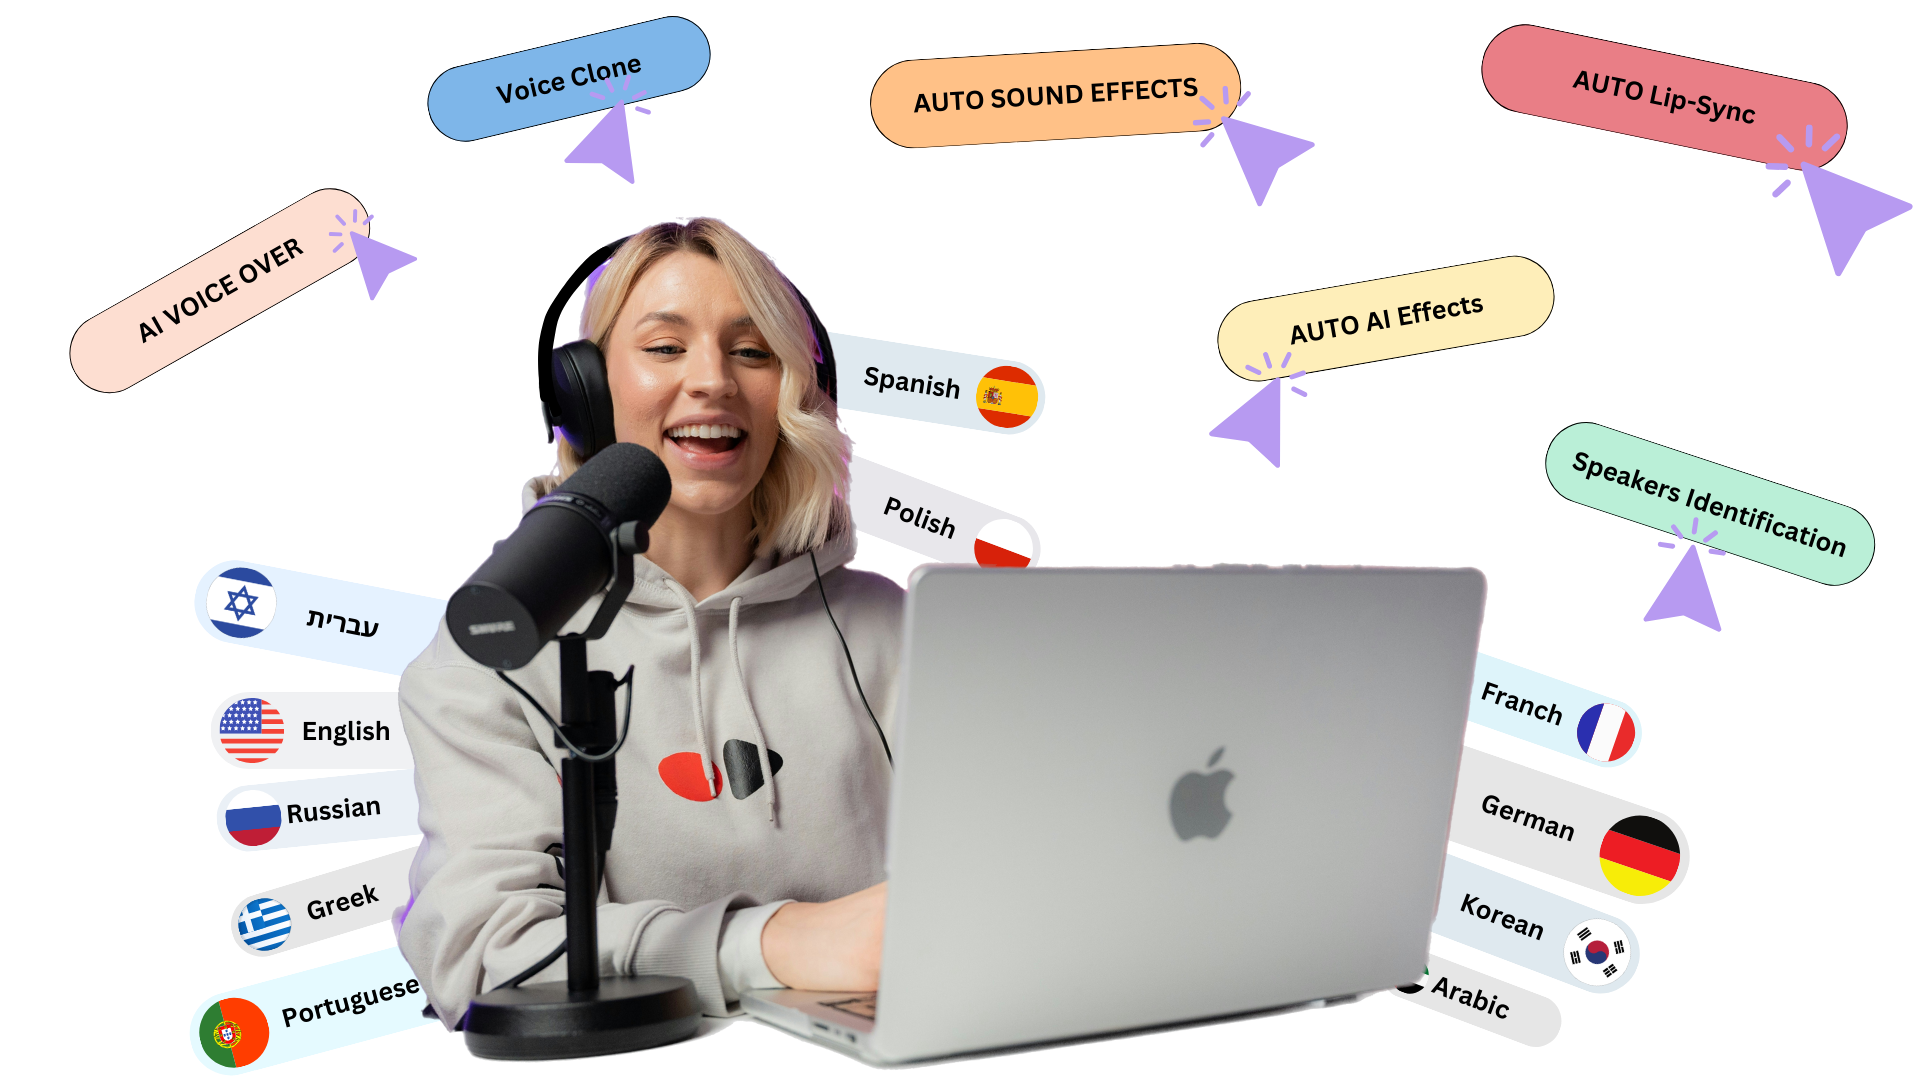 Voice Clone
AUTO SOUND EFFECTS
AUTO Lip-Sync
AI VOICE OVER
AUTO AI Effects
Spanish
Speakers Identification
Polish
עברית
SHURE
English
Franch
Russian
German
Greek
Korean
Portuguese
Arabic